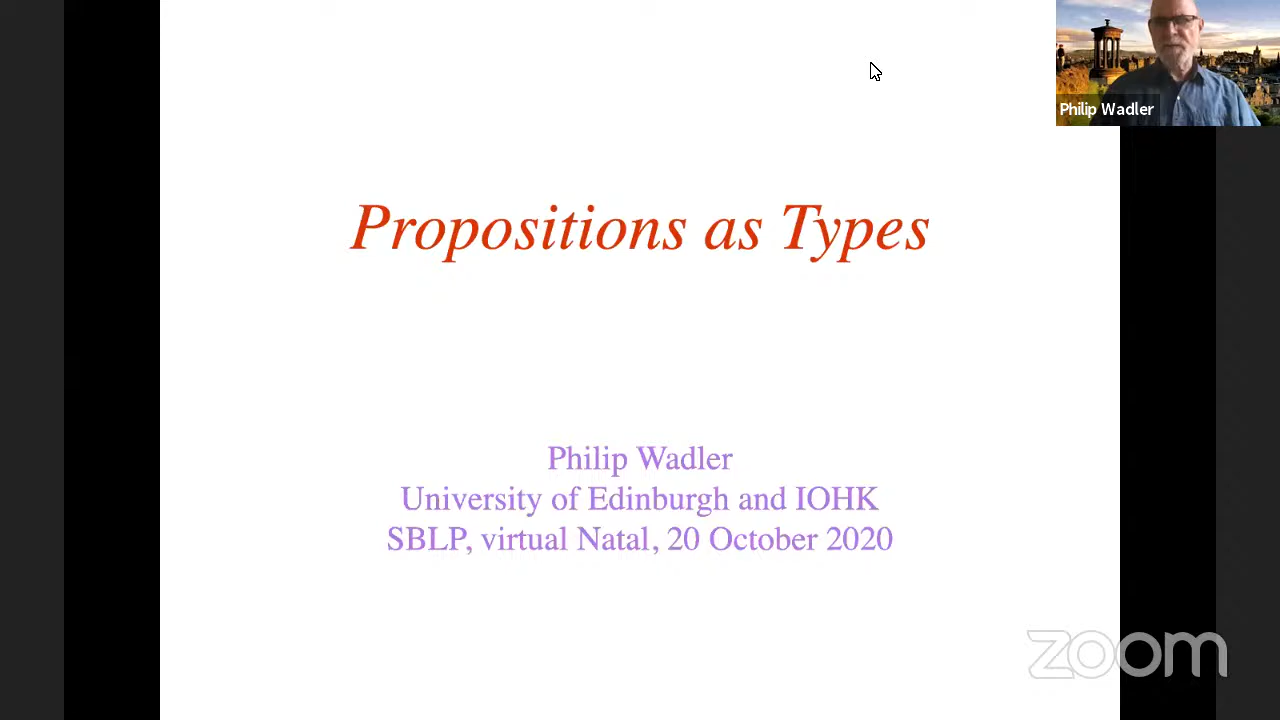 Philip Wadler
Propositions as Types
Philip Wadler
University of Edinburgh and IOHK
SBLP, virtual Natal, 20 October 2020
zoom